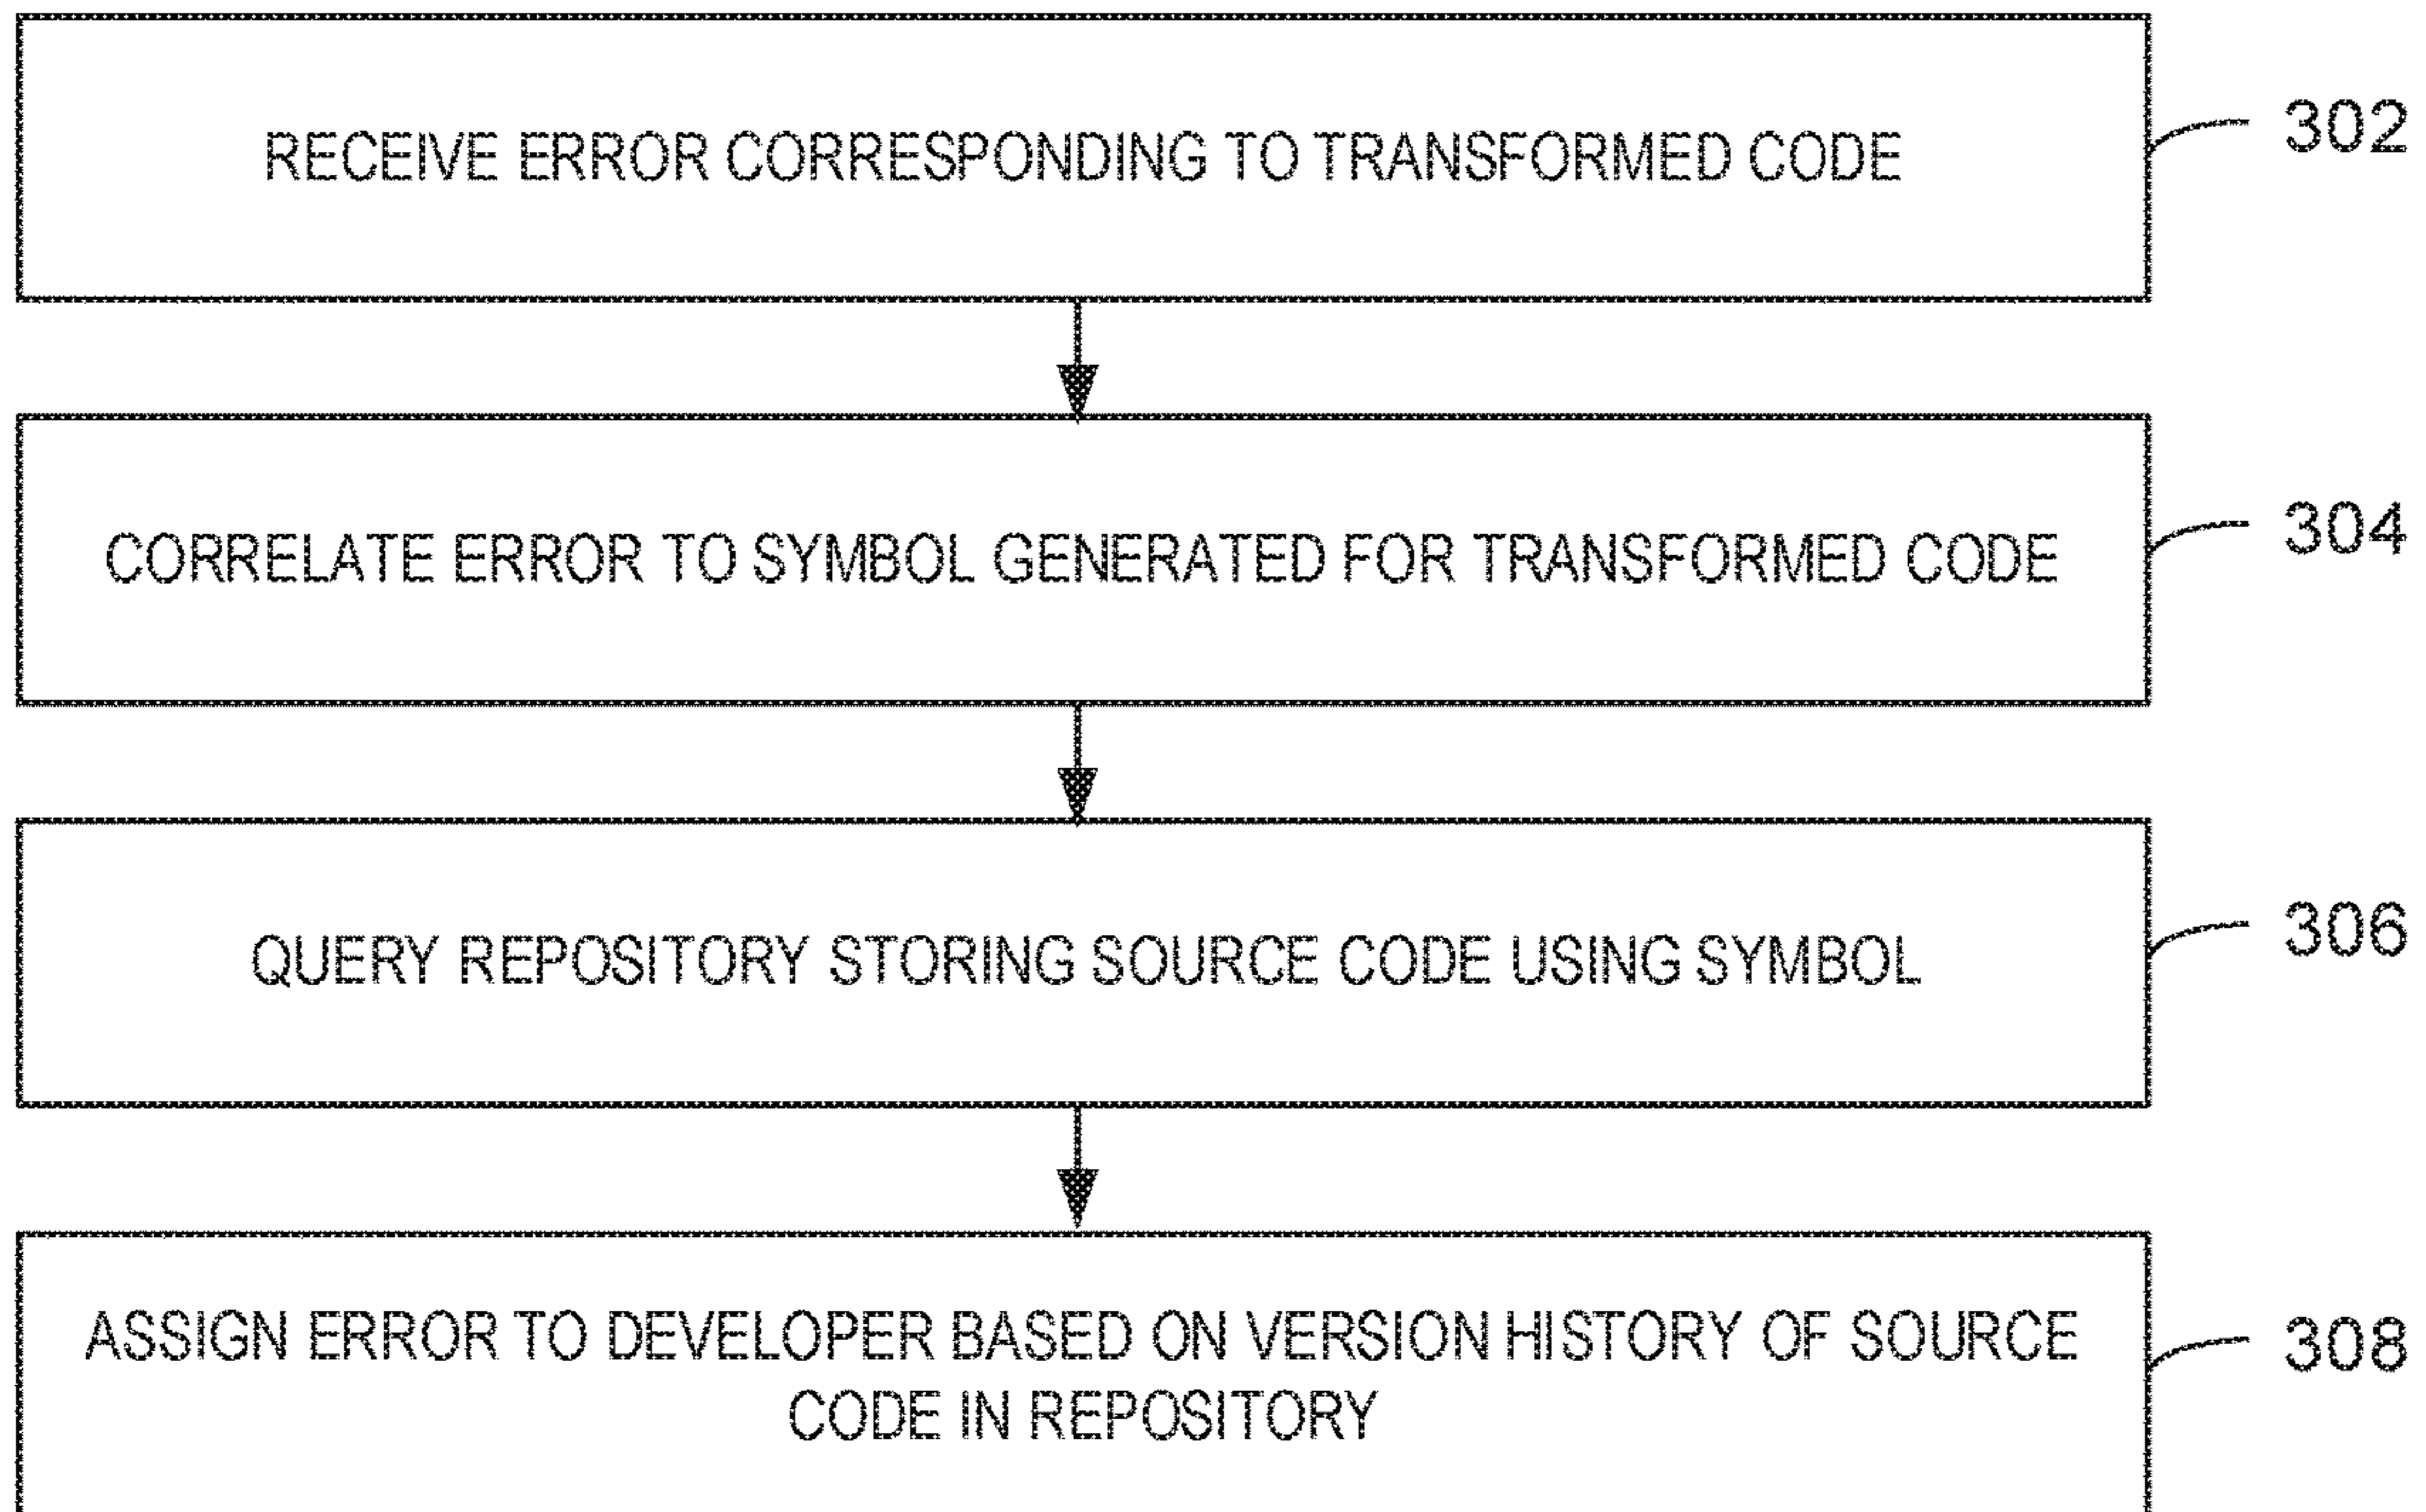 RECEIVE ERROR CORRESPONDING TO TRANSFORMED CODE
302
CORRELATE ERROR TO SYMBOL GENERATED FOR TRANSFORMED CODE
304
QUERY REPOSITORY STORING SOURCE CODE USING SYMBOL
306
ASSIGN ERROR TO DEVELOPER BASED ON VERSION HISTORY OF SOURCE
CODE IN REPOSITORY
308